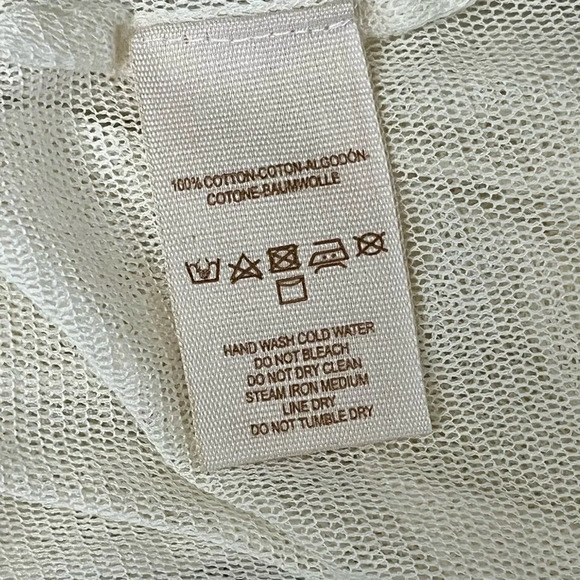 100% COTTON-COTON-ALGODÓN-
COTONE-BAUMWOLLE
HAND WASH COLD WATER
DO NOT BLEACH
DO NOT DRY CLEAN
STEAM IRON MEDIUM
LINE DRY
DO NOT TUMBLE DRY